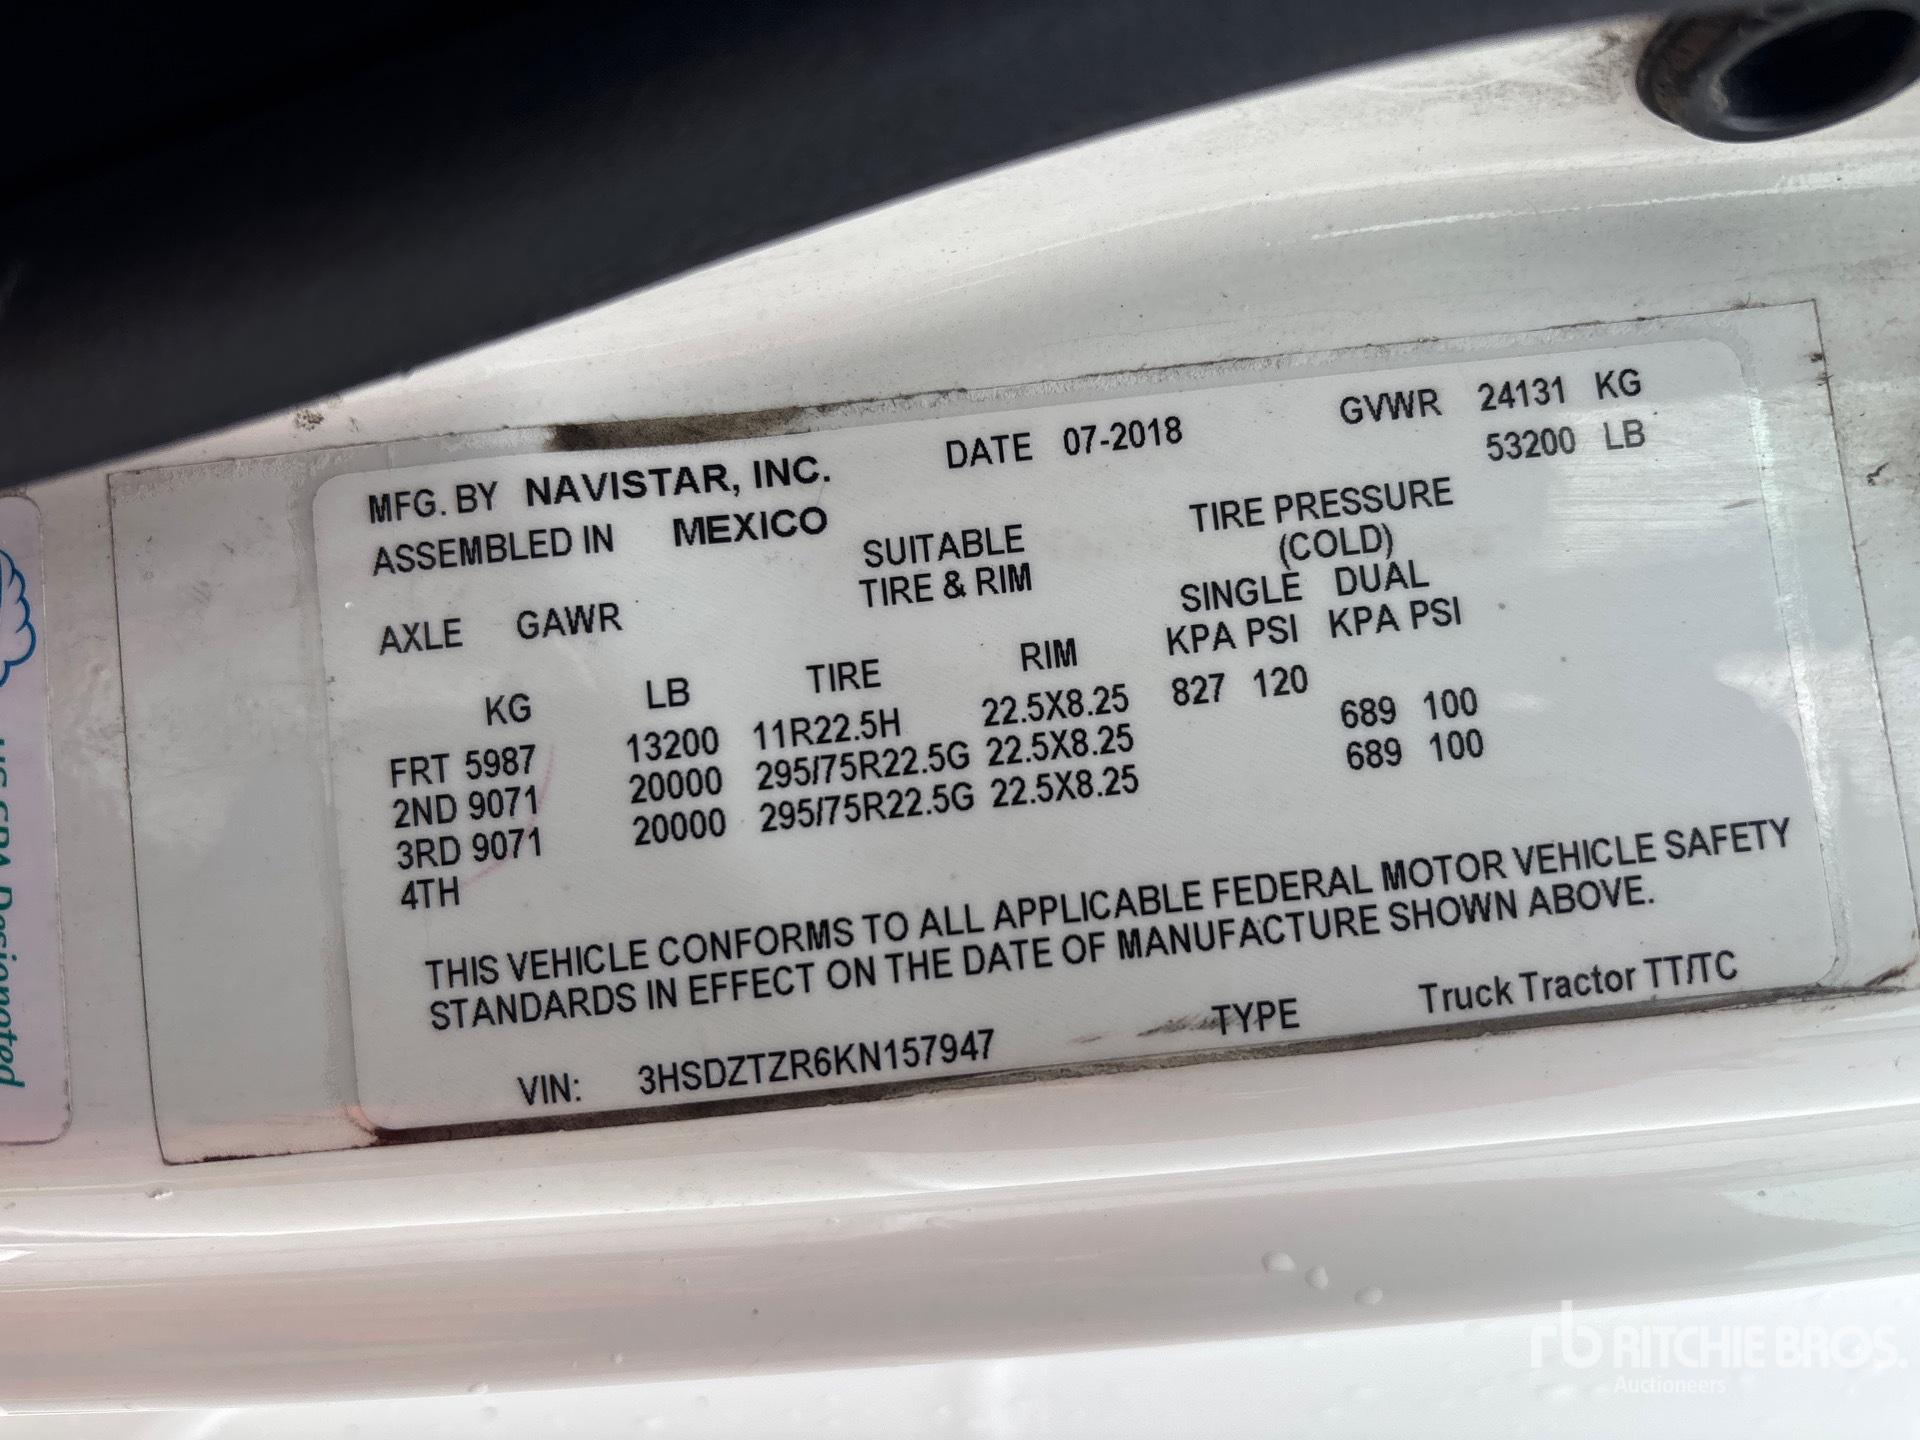 MFG. BY NAVISTAR, INC. DATE 07-2018 GVWR 24131 KG
ASSEMBLED IN MEXICO 53200 LB
SUITABLE TIRE PRESSURE
TIRE & RIM (COLD)
AXLE GAWR SINGLE DUAL
KG LB TIRE RIM KPA PSI KPA PSI
FRT 5987 13200 11R22.5H 22.5X8.25 827 120
2ND 9071 20000 295/75R22.5G 22.5X8.25 689 100
3RD 9071 20000 295/75R22.5G 22.5X8.25 689 100
4TH
THIS VEHICLE CONFORMS TO ALL APPLICABLE FEDERAL MOTOR VEHICLE SAFETY
STANDARDS IN EFFECT ON THE DATE OF MANUFACTURE SHOWN ABOVE.
VIN: 3HSDZTZR6KN157947 TYPE Truck Tractor TT/TC
US EPA Designated
rb RITCHIE BROS.
Auctioneers